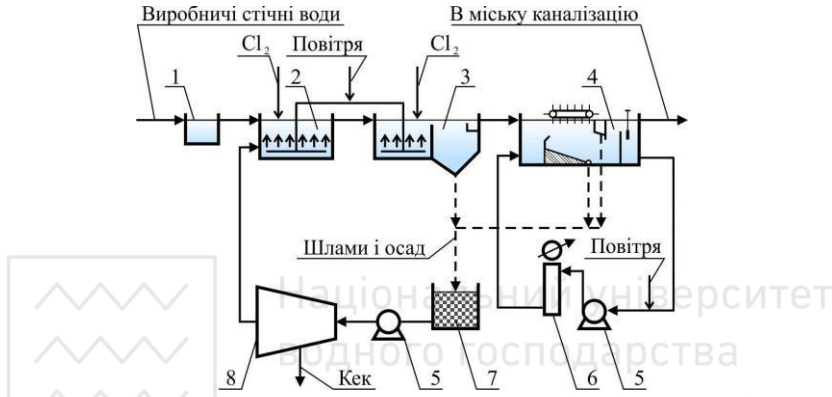 Виробничі стічні води
В міську каналізацію
Cl2 Повітря Cl2
1 2 3 4
Шлами і осад
Повітря
Національний університет
водного господарства
8 Кек 5 7 6 5